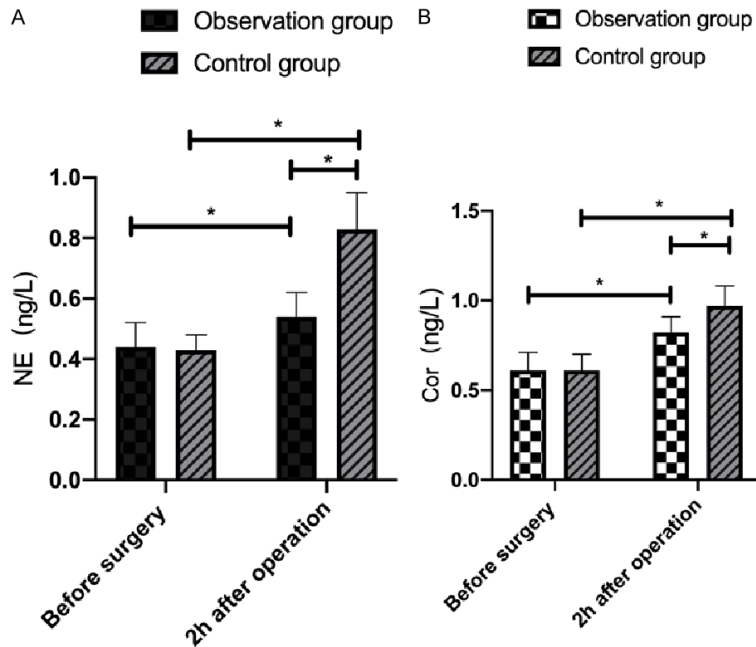 A
Observation group
Control group
*
*
*
NE (ng/L)
1.0
0.8
0.6
0.4
0.2
0.0
Before surgery
2h after operation
B
Observation group
Control group
*
*
*
Cor (ng/L)
1.5
1.0
0.5
0.0
Before surgery
2h after operation